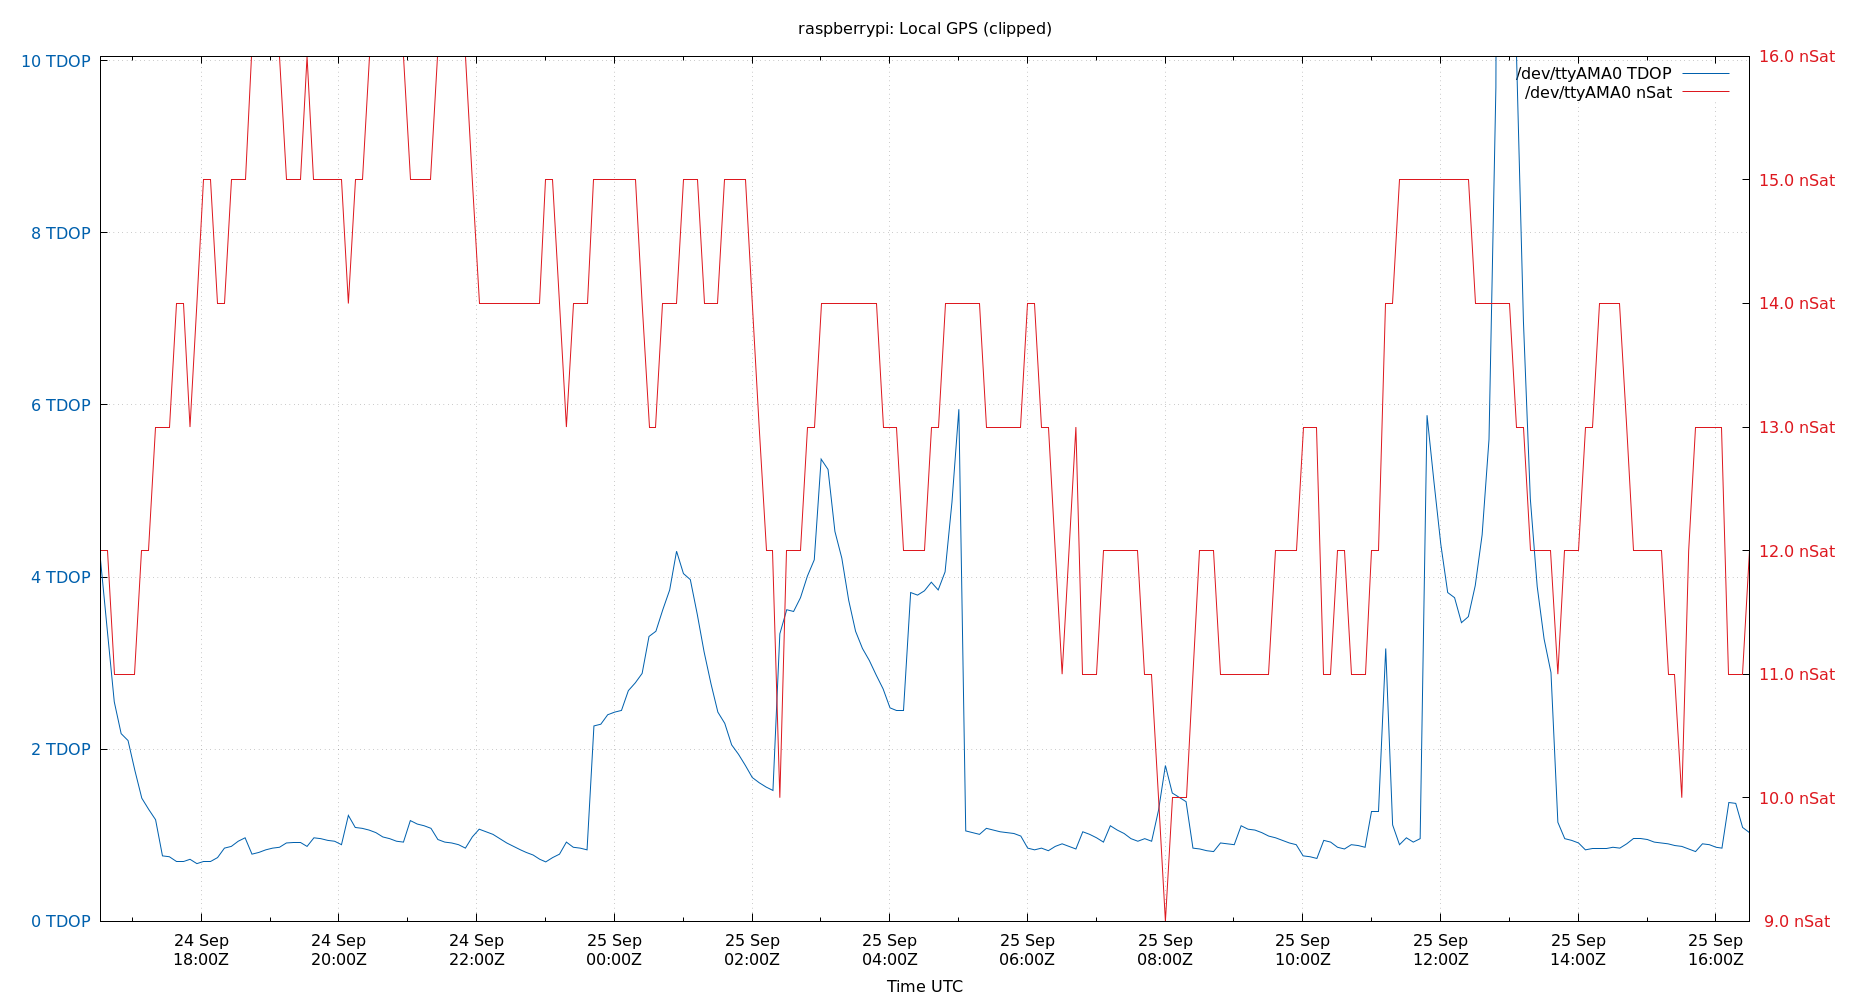 raspberrypi: Local GPS (clipped)
10 TDOP
8 TDOP
6 TDOP
4 TDOP
2 TDOP
0 TDOP
16.0 nSat
15.0 nSat
14.0 nSat
13.0 nSat
12.0 nSat
11.0 nSat
10.0 nSat
9.0 nSat
/dev/ttyAMA0 TDOP
/dev/ttyAMA0 nSat
24 Sep
18:00Z
24 Sep
20:00Z
24 Sep
22:00Z
25 Sep
00:00Z
25 Sep
02:00Z
25 Sep
04:00Z
25 Sep
06:00Z
25 Sep
08:00Z
25 Sep
10:00Z
25 Sep
12:00Z
25 Sep
14:00Z
25 Sep
16:00Z
Time UTC